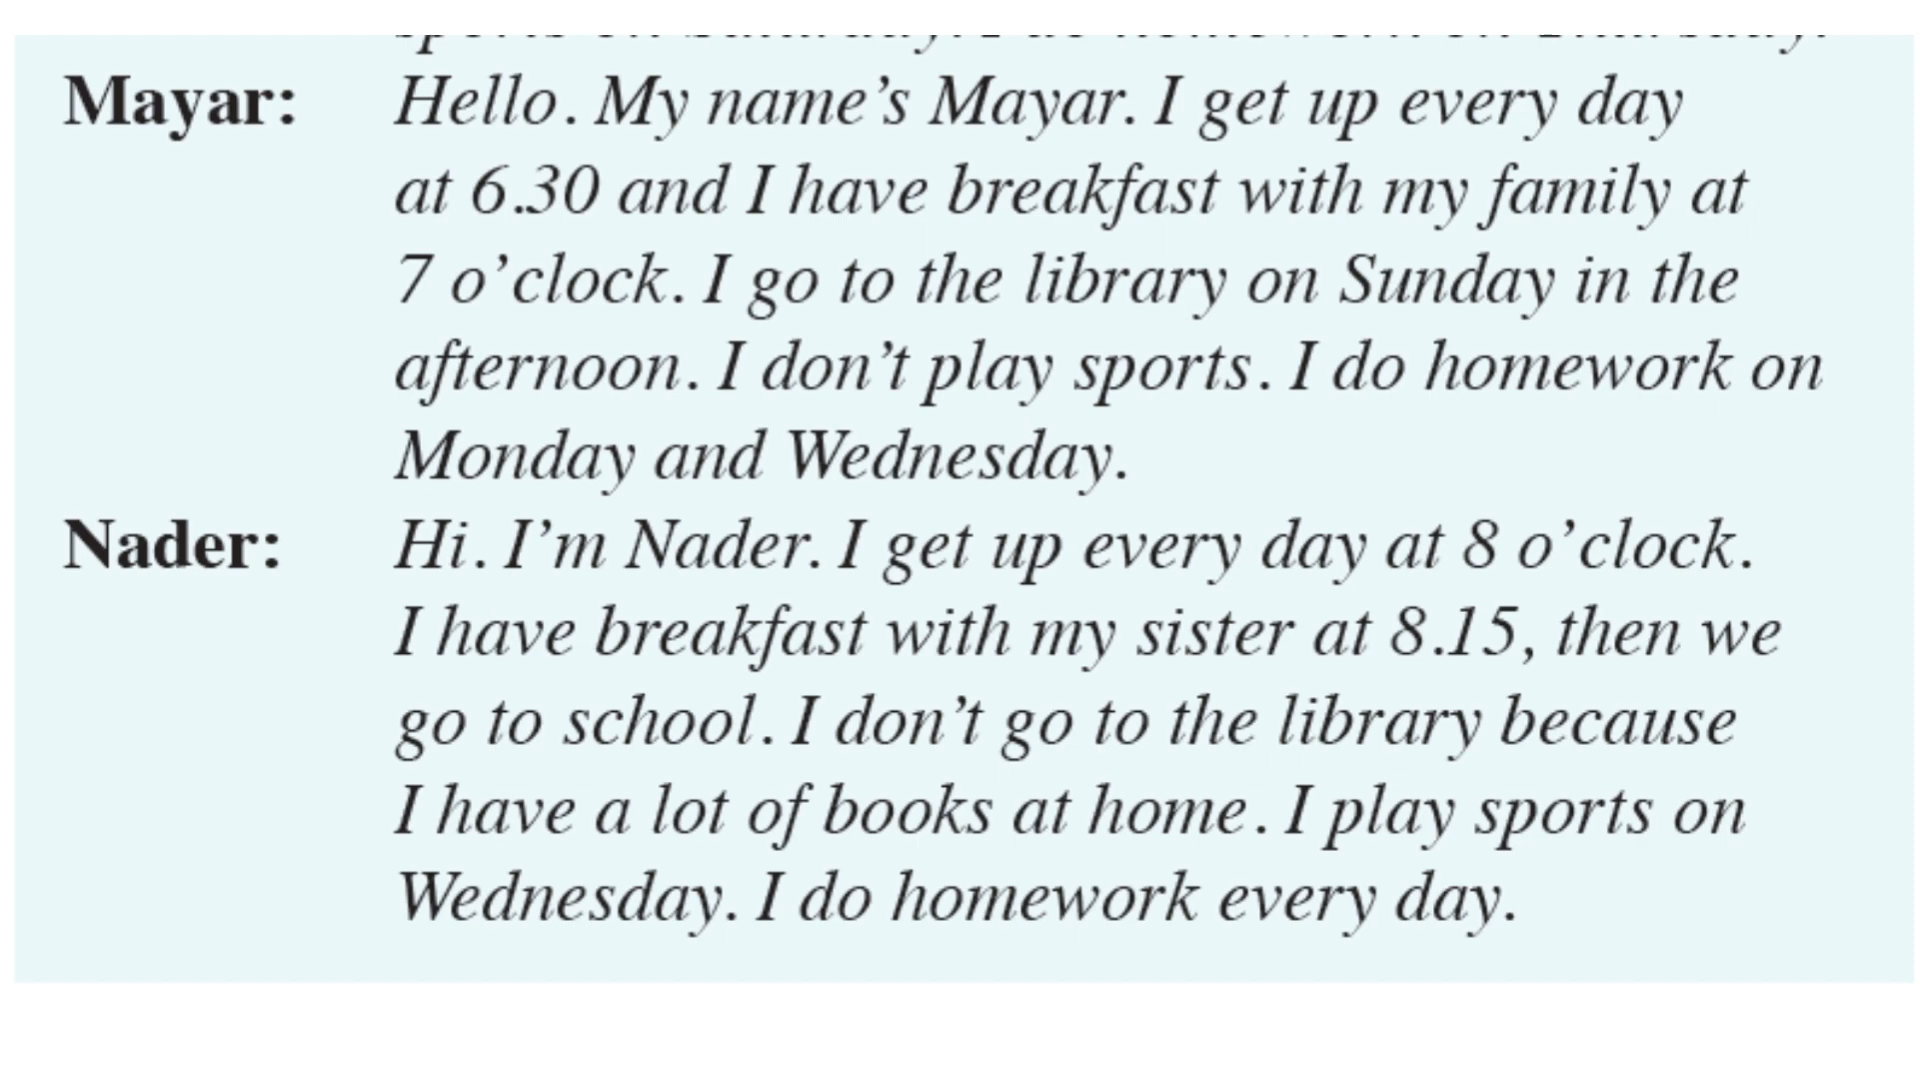 Mayar: Hello. My name's Mayar. I get up every day
at 6.30 and I have breakfast with my family at
7 o'clock. I go to the library on Sunday in the
afternoon. I don't play sports. I do homework on
Monday and Wednesday.
Nader: Hi. I'm Nader. I get up every day at 8 o'clock.
I have breakfast with my sister at 8.15, then we
go to school. I don't go to the library because
I have a lot of books at home. I play sports on
Wednesday. I do homework every day.